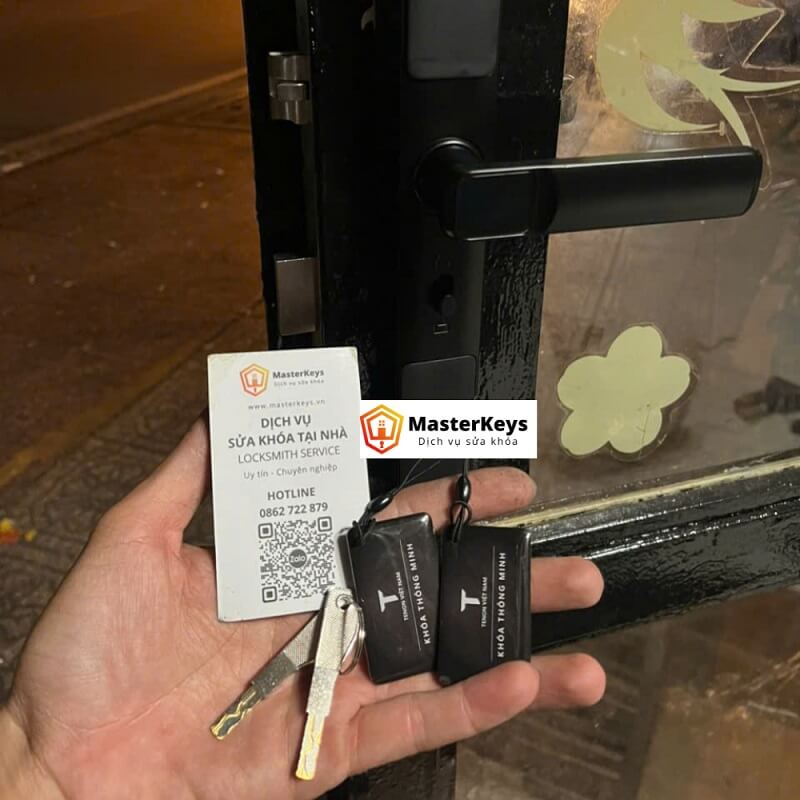 MasterKeys
Dịch vụ sửa khóa
www.masterkeys.vn
DỊCH VỤ
SỬA KHÓA TẠI NHÀ
LOCKSMITH SERVICE
Uy tín - Chuyên nghiệp
HOTLINE
0862 722 879
Zalo
MasterKeys
Dịch vụ sửa khóa
T
TENON VIỆT NAM
KHÓA THÔNG MINH
T
TENON VIỆT NAM
KHÓA THÔNG MINH